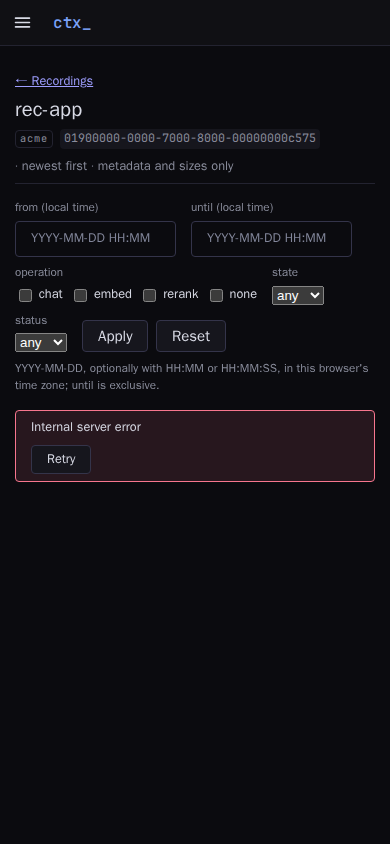 ctx_
← Recordings
rec-app
acme 01900000-0000-7000-8000-00000000c575
· newest first · metadata and sizes only
from (local time) until (local time)
YYYY-MM-DD HH:MM YYYY-MM-DD HH:MM
operation state
chat embed rerank none any
status
any Apply Reset
YYYY-MM-DD, optionally with HH:MM or HH:MM:SS, in this browser's
time zone; until is exclusive.
Internal server error
Retry